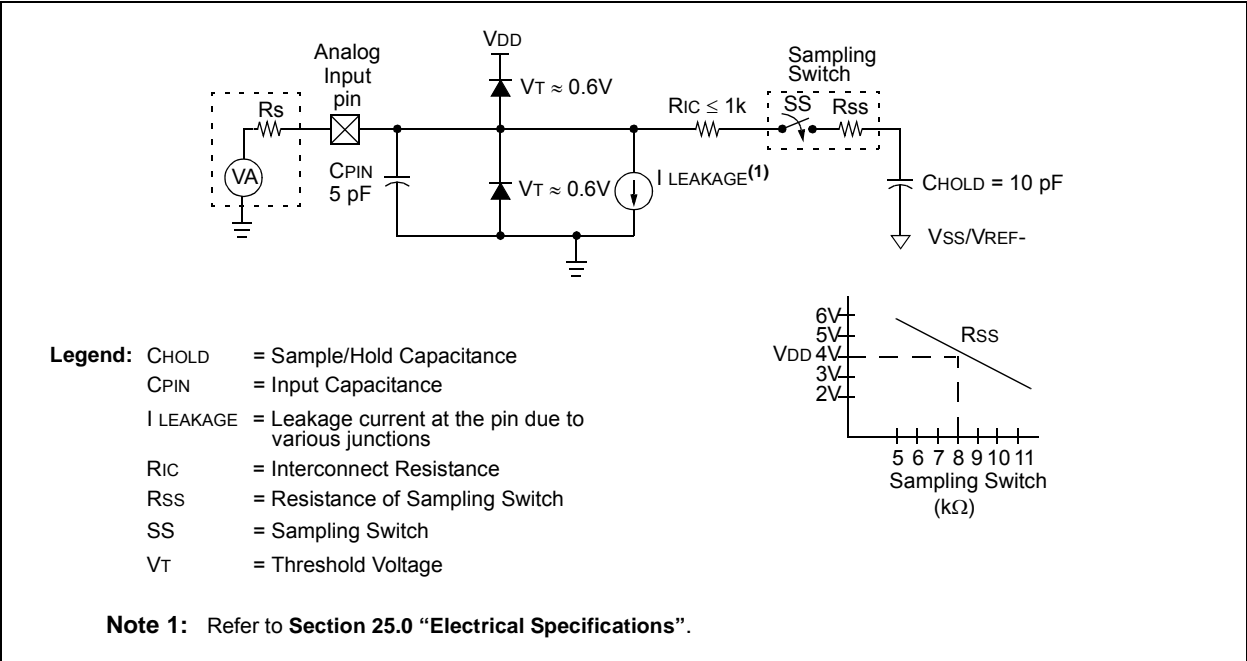 VDD
Analog
Input
pin
Sampling
Switch
VT ≈ 0.6V
RS
RIC ≤ 1k
SS
RSS
VA
CPIN
5 pF
VT ≈ 0.6V
I LEAKAGE(1)
CHOLD = 10 pF
VSS/VREF-
6V
5V
VDD 4V
3V
2V
RSS
5 6 7 8 9 10 11
Sampling Switch
(kΩ)
Legend: CHOLD = Sample/Hold Capacitance
CPIN = Input Capacitance
I LEAKAGE = Leakage current at the pin due to
various junctions
RIC = Interconnect Resistance
RSS = Resistance of Sampling Switch
SS = Sampling Switch
VT = Threshold Voltage
Note 1: Refer to Section 25.0 “Electrical Specifications”.